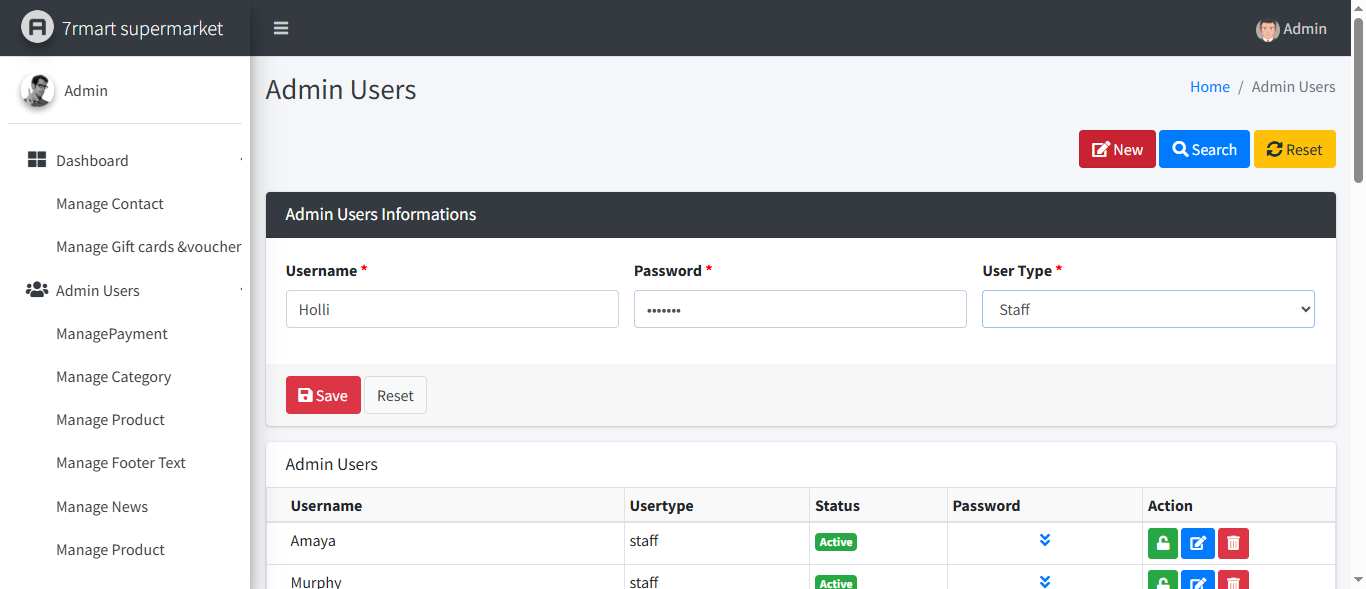 7rmart supermarket
Admin
Admin
Admin Users
Home / Admin Users
Dashboard
Manage Contact
Manage Gift cards &voucher
Admin Users
ManagePayment
Manage Category
Manage Product
Manage Footer Text
Manage News
Manage Product
New Search Reset
Admin Users Informations
Username * Password * User Type *
Holli ••••••• Staff
Save Reset
Admin Users
Username Usertype Status Password Action
Amaya staff Active
Murphy staff Active